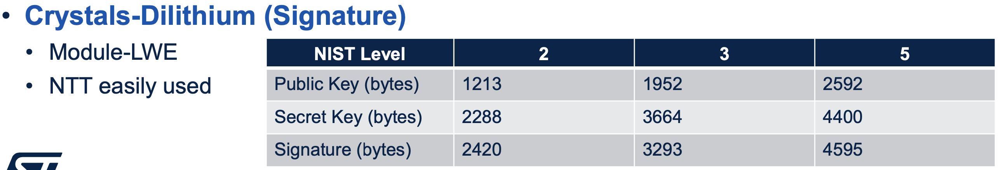 • Crystals-Dilithium (Signature)
• Module-LWE
• NTT easily used
NIST Level 2 3 5
Public Key (bytes) 1213 1952 2592
Secret Key (bytes) 2288 3664 4400
Signature (bytes) 2420 3293 4595